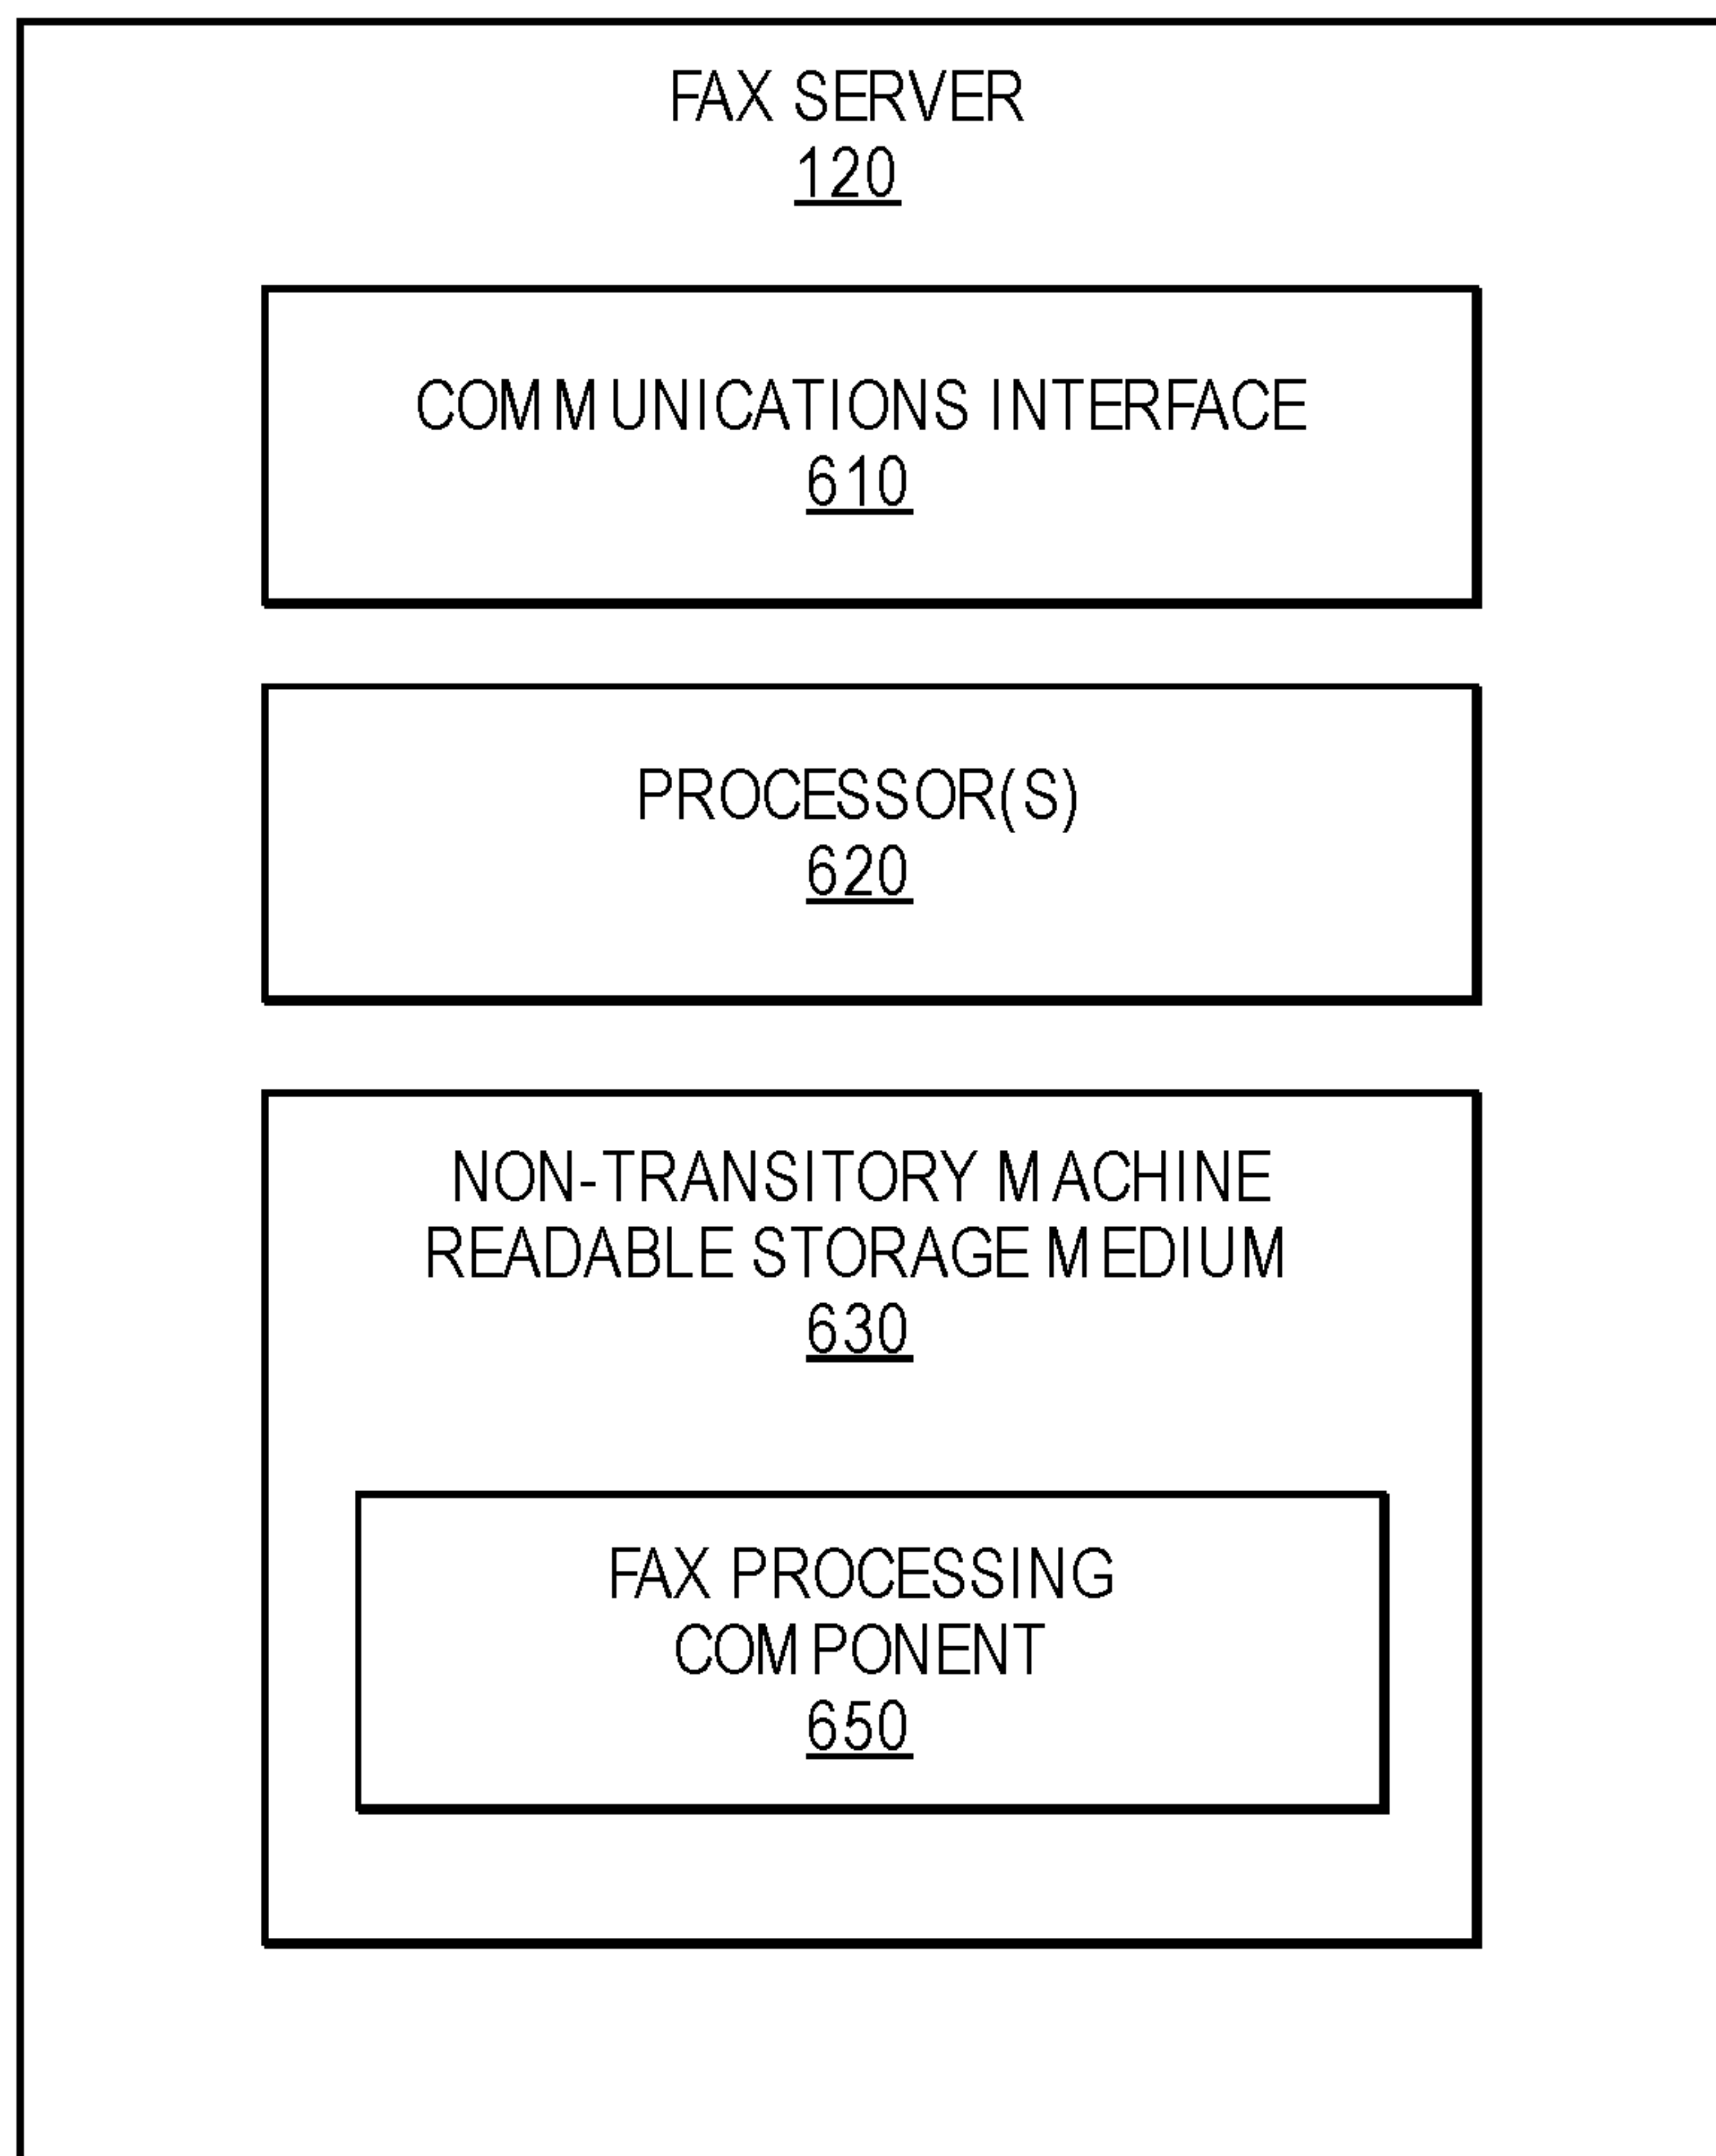 FAX SERVER
120
COMMUNICATIONS INTERFACE
610
PROCESSOR(S)
620
NON-TRANSITORY MACHINE
READABLE STORAGE MEDIUM
630
FAX PROCESSING
COMPONENT
650